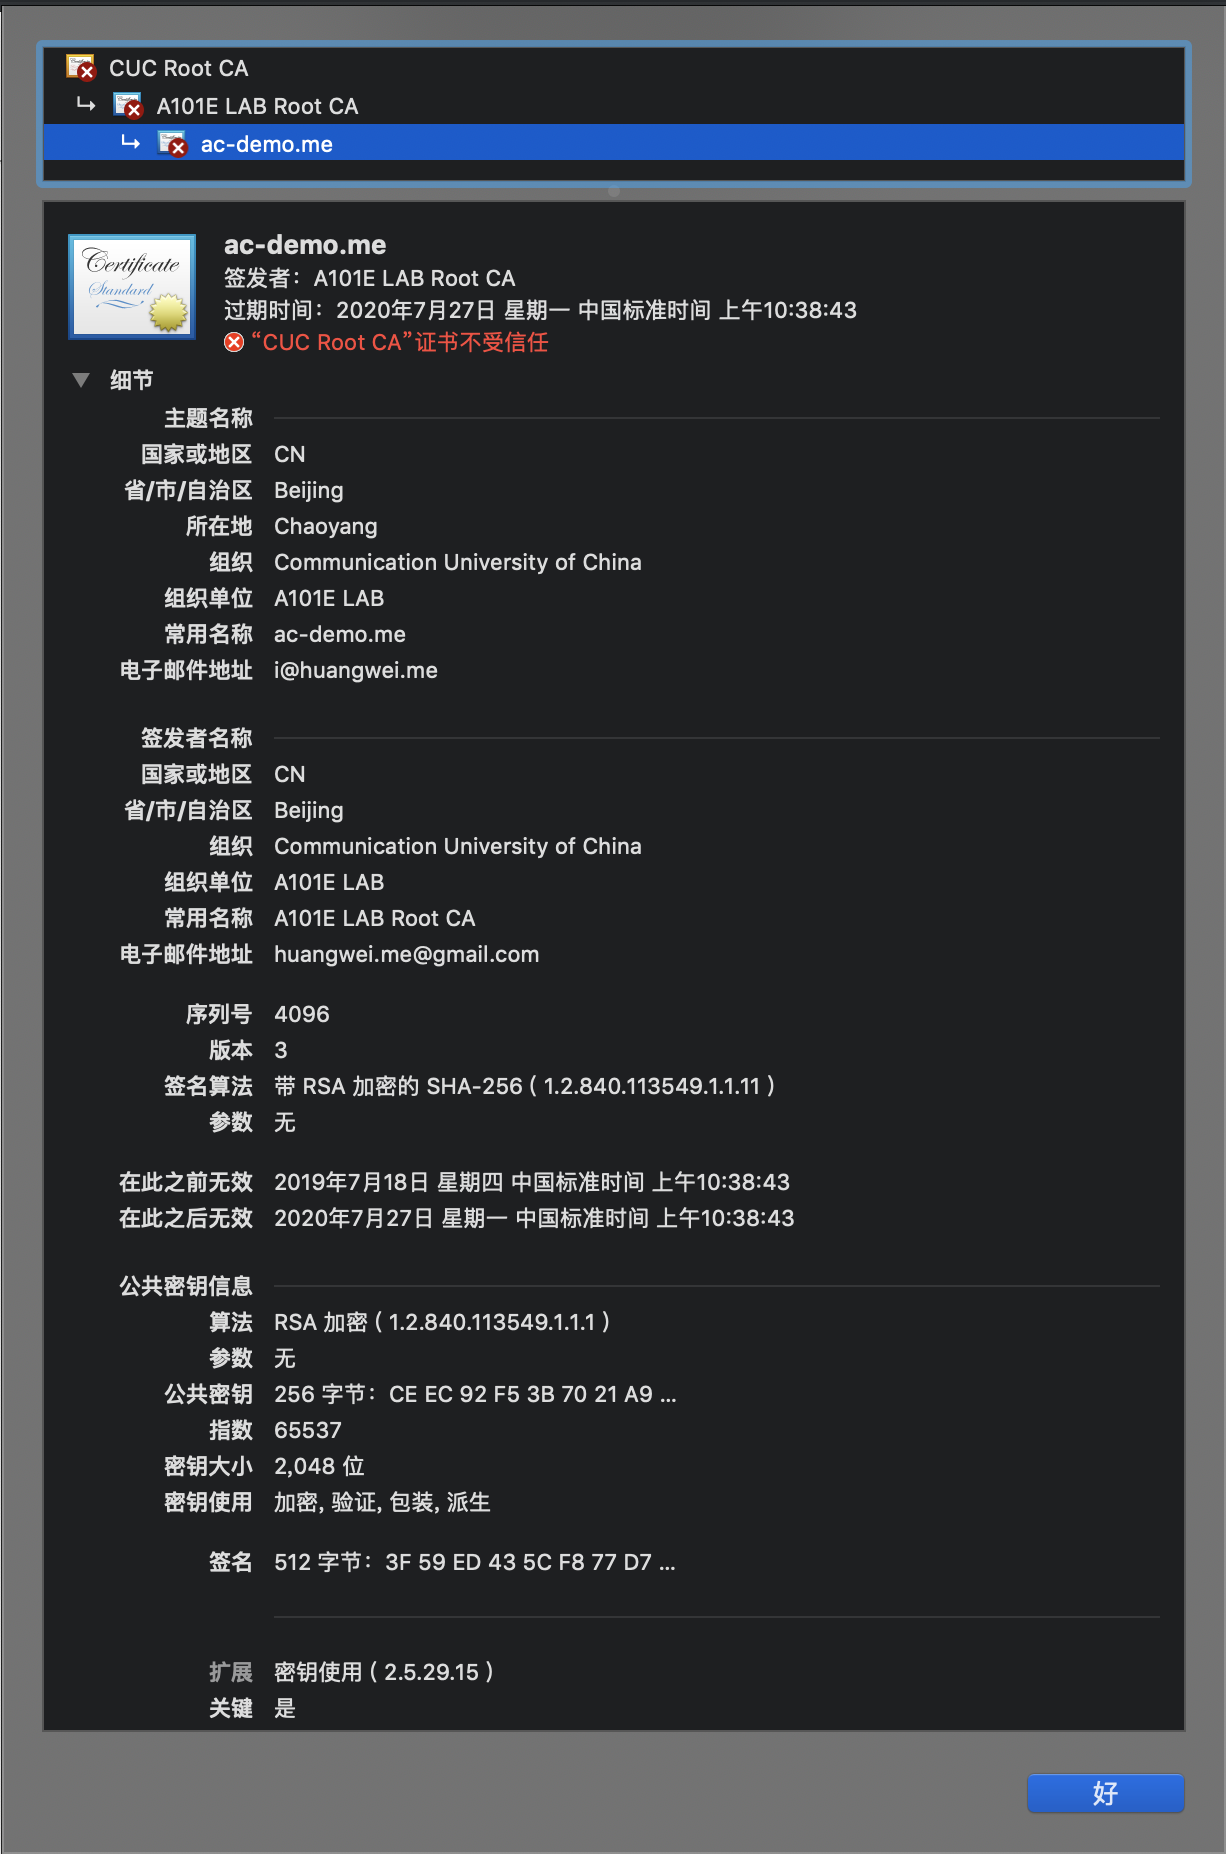 CUC Root CA
A101E LAB Root CA
ac-demo.me
Certificate
Standard
ac-demo.me
签发者：A101E LAB Root CA
过期时间：2020年7月27日 星期一 中国标准时间 上午10:38:43
“CUC Root CA”证书不受信任
细节
主题名称
国家或地区 CN
省/市/自治区 Beijing
所在地 Chaoyang
组织 Communication University of China
组织单位 A101E LAB
常用名称 ac-demo.me
电子邮件地址 i@huangwei.me
签发者名称
国家或地区 CN
省/市/自治区 Beijing
组织 Communication University of China
组织单位 A101E LAB
常用名称 A101E LAB Root CA
电子邮件地址 huangwei.me@gmail.com
序列号 4096
版本 3
签名算法 带 RSA 加密的 SHA-256 ( 1.2.840.113549.1.1.11 )
参数 无
在此之前无效 2019年7月18日 星期四 中国标准时间 上午10:38:43
在此之后无效 2020年7月27日 星期一 中国标准时间 上午10:38:43
公共密钥信息
算法 RSA 加密 ( 1.2.840.113549.1.1.1 )
参数 无
公共密钥 256 字节：CE EC 92 F5 3B 70 21 A9 ...
指数 65537
密钥大小 2,048 位
密钥使用 加密, 验证, 包装, 派生
签名 512 字节：3F 59 ED 43 5C F8 77 D7 ...
扩展 密钥使用 ( 2.5.29.15 )
关键 是
好